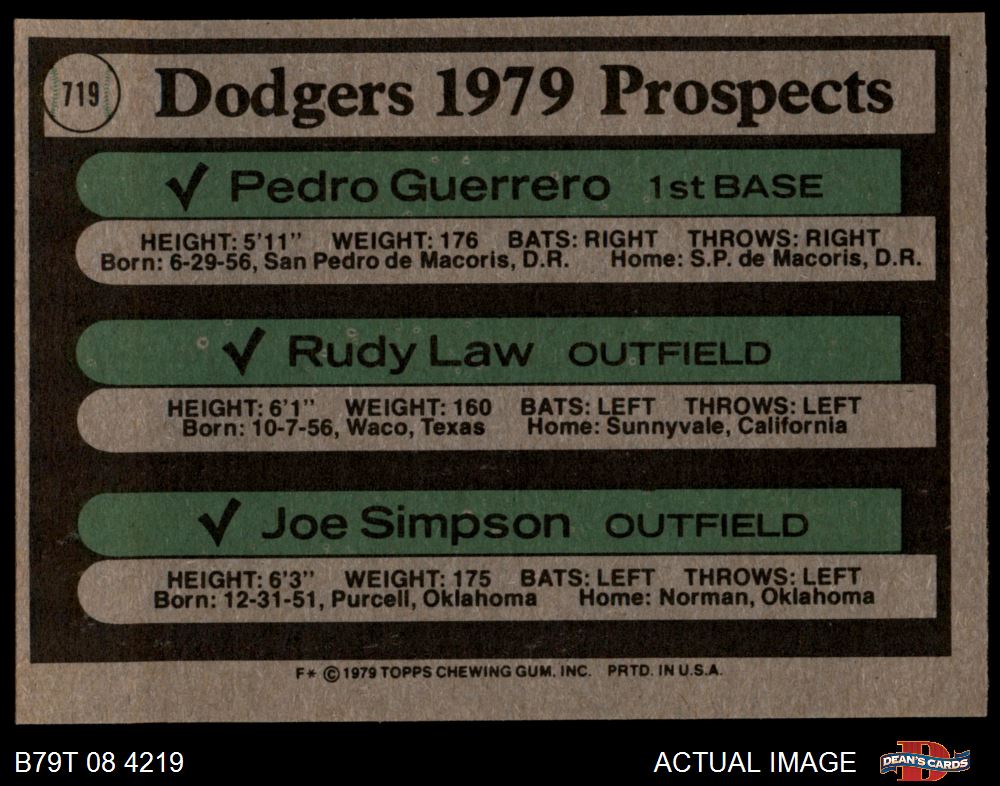 719
Dodgers 1979 Prospects
✓ Pedro Guerrero 1st BASE
HEIGHT: 5'11" WEIGHT: 176 BATS: RIGHT THROWS: RIGHT
Born: 6-29-56, San Pedro de Macoris, D.R. Home: S.P. de Macoris, D.R.
✓ Rudy Law OUTFIELD
HEIGHT: 6'1" WEIGHT: 160 BATS: LEFT THROWS: LEFT
Born: 10-7-56, Waco, Texas Home: Sunnyvale, California
✓ Joe Simpson OUTFIELD
HEIGHT: 6'3" WEIGHT: 175 BATS: LEFT THROWS: LEFT
Born: 12-31-51, Purcell, Oklahoma Home: Norman, Oklahoma
F* © 1979 TOPPS CHEWING GUM. INC. PRTD. IN U.S.A.
B79T 08 4219 ACTUAL IMAGE
D
DEAN'S CARDS